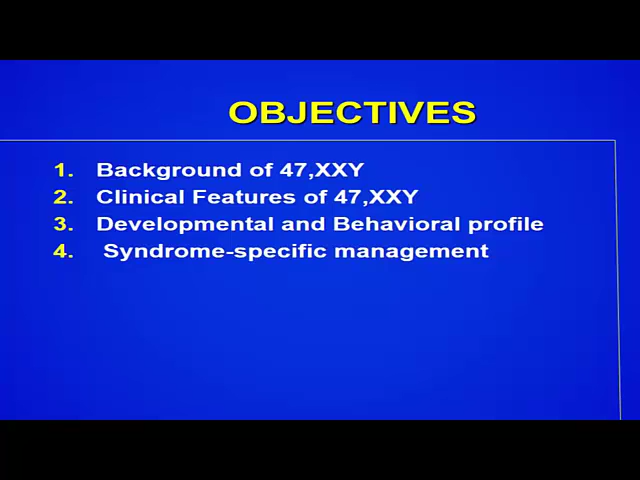 OBJECTIVES
1. Background of 47,XXY
2. Clinical Features of 47,XXY
3. Developmental and Behavioral profile
4. Syndrome-specific management